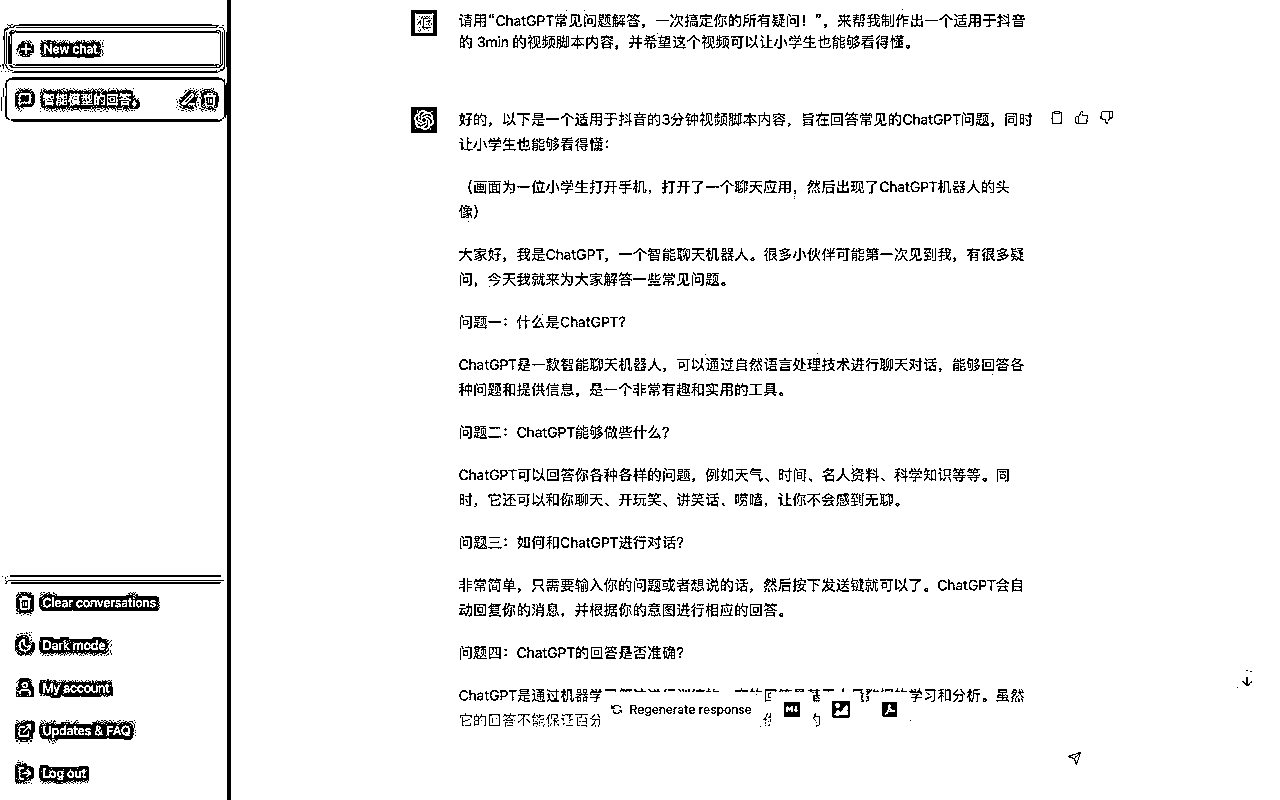 New chat
智能模型的回答。
Clear conversations
Dark mode
My account
Updates & FAQ
Log out
请用“ChatGPT常见问题解答，一次搞定你的所有疑问！”，来帮我制作出一个适用于抖音
的 3min 的视频脚本内容，并希望这个视频可以让小学生也能够看得懂。
好的，以下是一个适用于抖音的3分钟视频脚本内容，旨在回答常见的ChatGPT问题，同时
让小学生也能够看得懂：
（画面为一位小学生打开手机，打开了一个聊天应用，然后出现了ChatGPT机器人的头
像）
大家好，我是ChatGPT，一个智能聊天机器人。很多小伙伴可能第一次见到我，有很多疑
问，今天我就来为大家解答一些常见问题。
问题一：什么是ChatGPT？
ChatGPT是一款智能聊天机器人，可以通过自然语言处理技术进行聊天对话，能够回答各
种问题和提供信息，是一个非常有趣和实用的工具。
问题二：ChatGPT能够做些什么？
ChatGPT可以回答你各种各样的问题，例如天气、时间、名人资料、科学知识等等。同
时，它还可以和你聊天、开玩笑、讲笑话、唠嗑，让你不会感到无聊。
问题三：如何和ChatGPT进行对话？
非常简单，只需要输入你的问题或者想说的话，然后按下发送键就可以了。ChatGPT会自
动回复你的消息，并根据你的意图进行相应的回答。
问题四：ChatGPT的回答是否准确？
ChatGPT是通过机器学 学习和分析。虽然
它的回答不能保证百分
Regenerate response